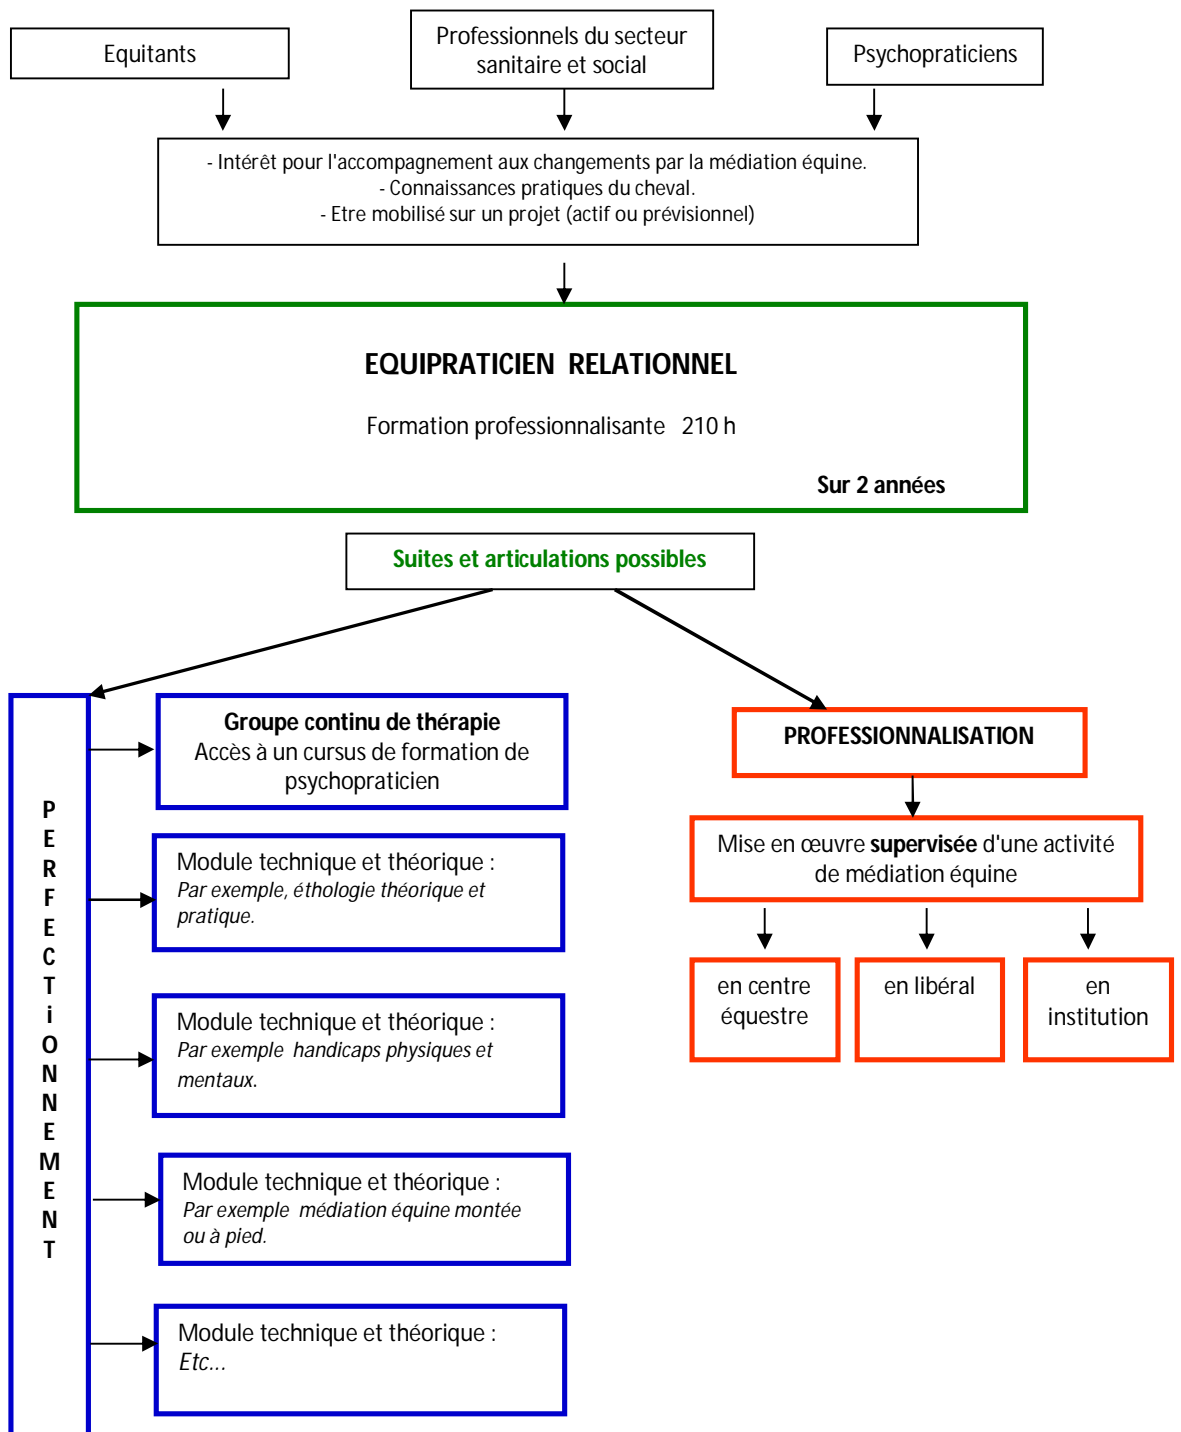 Equitants
Professionnels du secteur
sanitaire et social
Psychopraticiens
- Intérêt pour l'accompagnement aux changements par la médiation équine.
- Connaissances pratiques du cheval.
- Etre mobilisé sur un projet (actif ou prévisionnel)
EQUIPRATICIEN RELATIONNEL
Formation professionnalisante 210 h
Sur 2 années
Suites et articulations possibles
P
E
R
F
E
C
T
i
O
N
N
E
M
E
N
T
Groupe continu de thérapie
Accès à un cursus de formation de
psychopraticien
Module technique et théorique :
Par exemple, éthologie théorique et
pratique.
Module technique et théorique :
Par exemple handicaps physiques et
mentaux.
Module technique et théorique :
Par exemple médiation équine montée
ou à pied.
Module technique et théorique :
Etc...
PROFESSIONNALISATION
Mise en œuvre supervisée d'une activité
de médiation équine
en centre
équestre
en libéral
en
institution